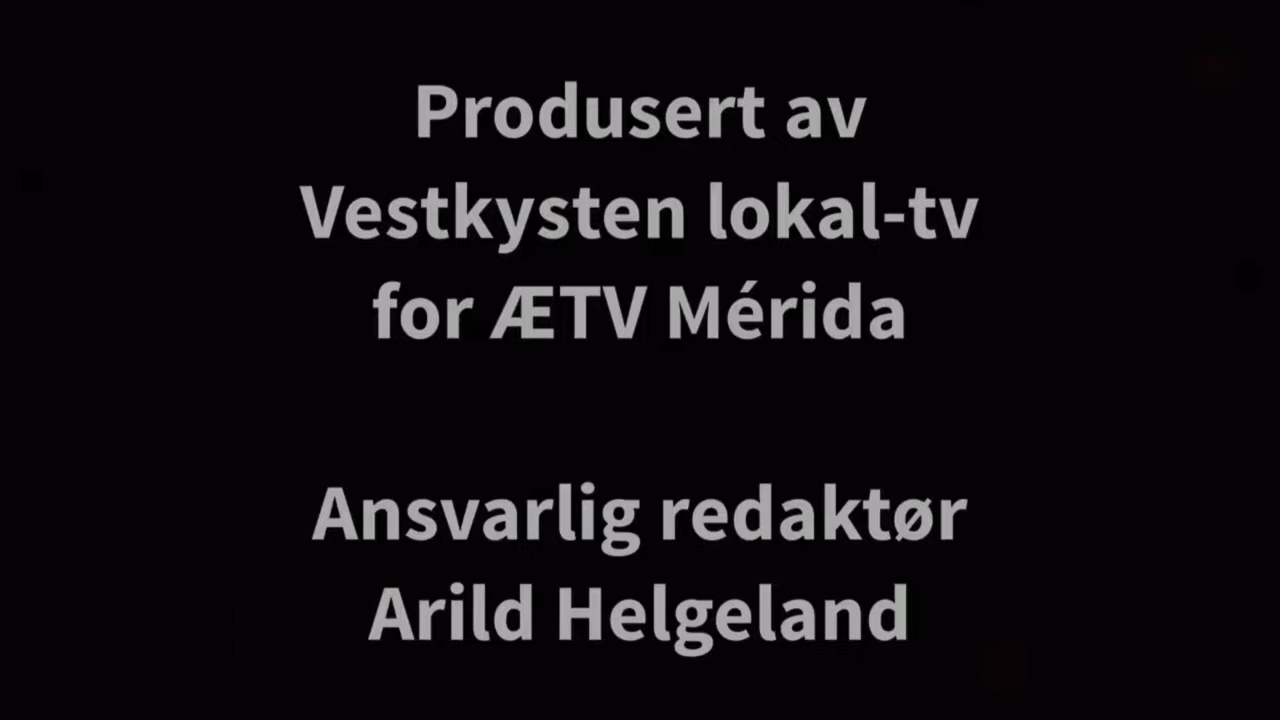 Produsert av
Vestkysten lokal-tv
for ÆTV Mérida
Ansvarlig redaktør
Arild Helgeland